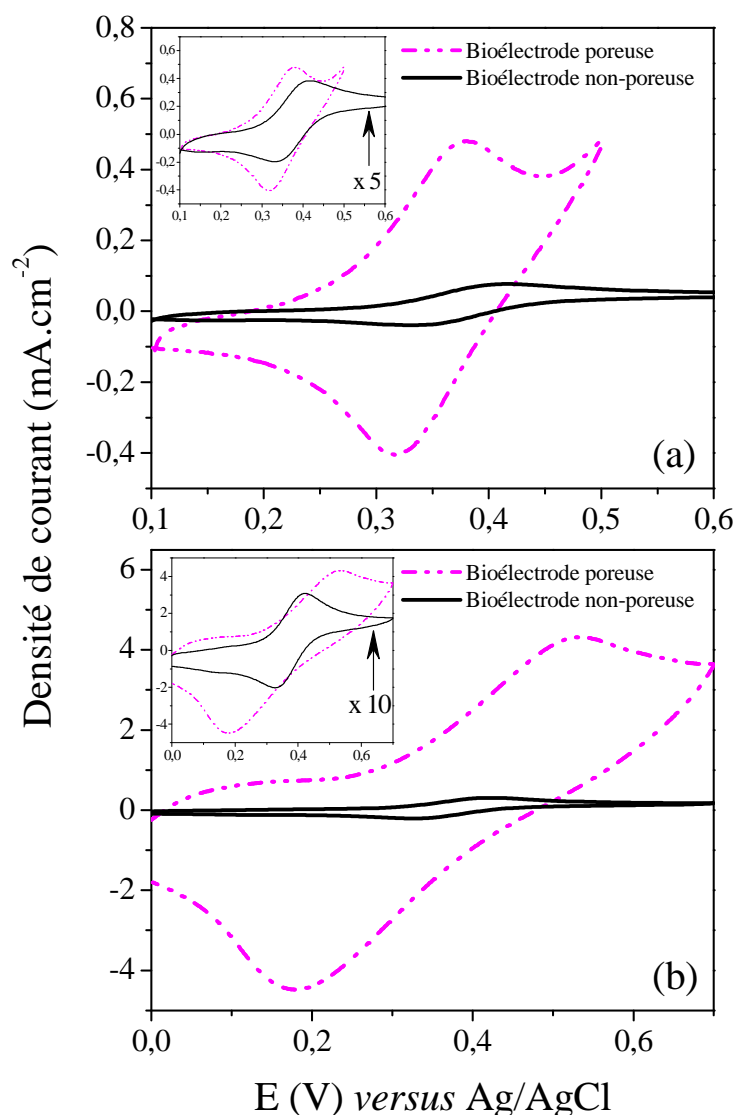 Densité de courant (mA.cm-2)
0,8
0,6
0,4
0,2
0,0
-0,2
-0,4
0,1 0,2 0,3 0,4 0,5 0,6
Bioélectrode poreuse
Bioélectrode non-poreuse
0,6
0,4
0,2
0,0
-0,2
-0,4
0,1 0,2 0,3 0,4 0,5 0,6
x 5
(a)
6
4
2
0
-2
-4
0,0 0,2 0,4 0,6
Bioélectrode poreuse
Bioélectrode non-poreuse
4
2
0
-2
-4
0,0 0,2 0,4 0,6
x 10
(b)
E (V) versus Ag/AgCl